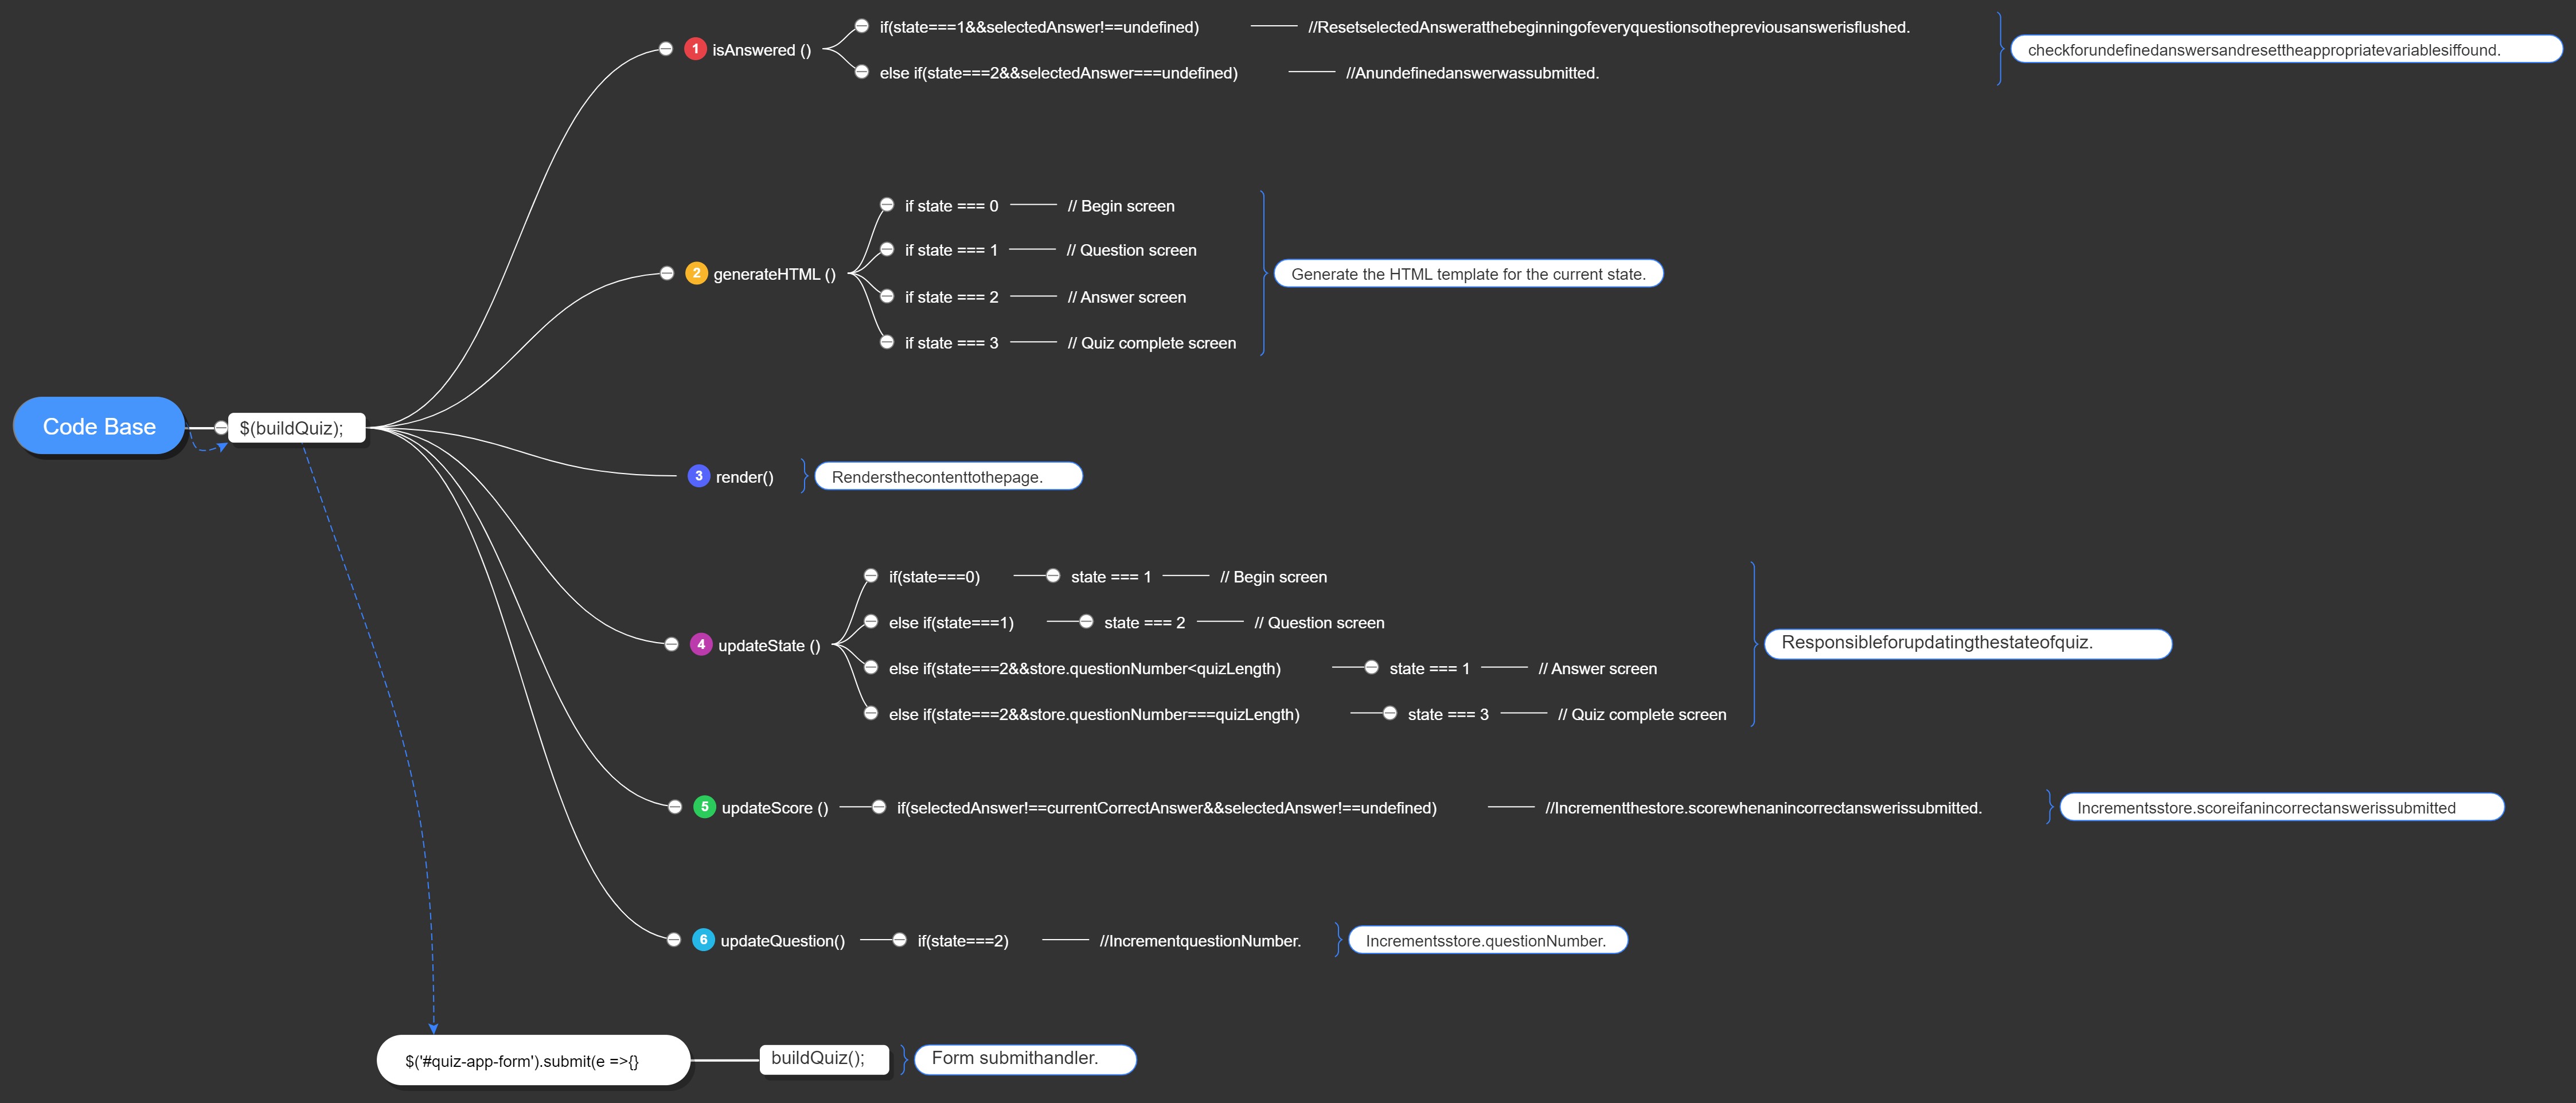 Code Base
$(buildQuiz);
1 isAnswered ()
if(state===1&&selectedAnswer!==undefined)
//ResetselectedAnsweratthebeginningofeveryquestionsothepreviousanswerisflushed.
else if(state===2&&selectedAnswer===undefined)
//Anundefinedanswerwassubmitted.
checkforundefinedanswersandresettheappropriatevariablesiffound.
2 generateHTML ()
if state === 0
// Begin screen
if state === 1
// Question screen
if state === 2
// Answer screen
if state === 3
// Quiz complete screen
Generate the HTML template for the current state.
3 render()
Rendersthecontenttothepage.
4 updateState ()
if(state===0)
state === 1
// Begin screen
else if(state===1)
state === 2
// Question screen
else if(state===2&&store.questionNumber<quizLength)
state === 1
// Answer screen
else if(state===2&&store.questionNumber===quizLength)
state === 3
// Quiz complete screen
Responsibleforupdatingthestateofquiz.
5 updateScore ()
if(selectedAnswer!==currentCorrectAnswer&&selectedAnswer!==undefined)
//Incrementthestore.scorewhenanincorrectanswerissubmitted.
Incrementsstore.scoreifanincorrectanswerissubmitted
6 updateQuestion()
if(state===2)
//IncrementquestionNumber.
Incrementsstore.questionNumber.
$('#quiz-app-form').submit(e =>{}
buildQuiz();
Form submithandler.